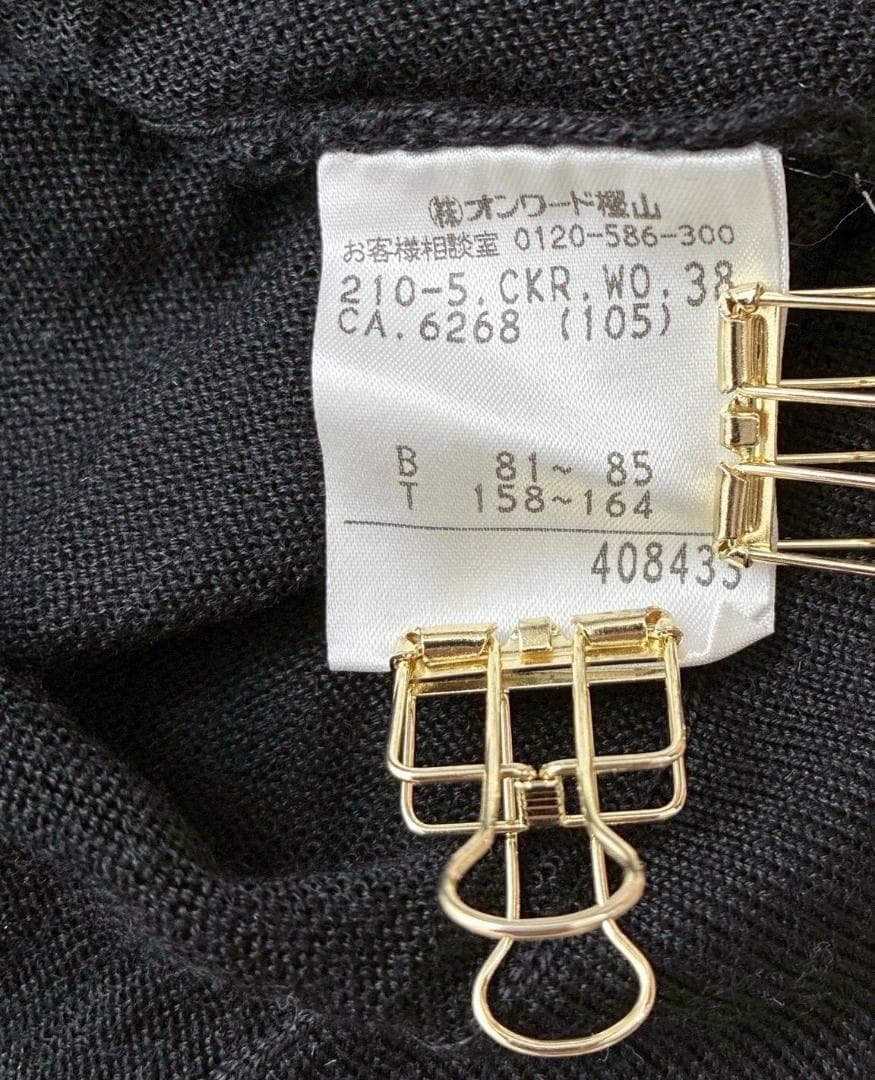 ㈱オンワード樫山
お客様相談室 0120-586-300
210-5.CKR.WO.38
CA.6268 (105)
B 81~ 85
T 158~164
408433